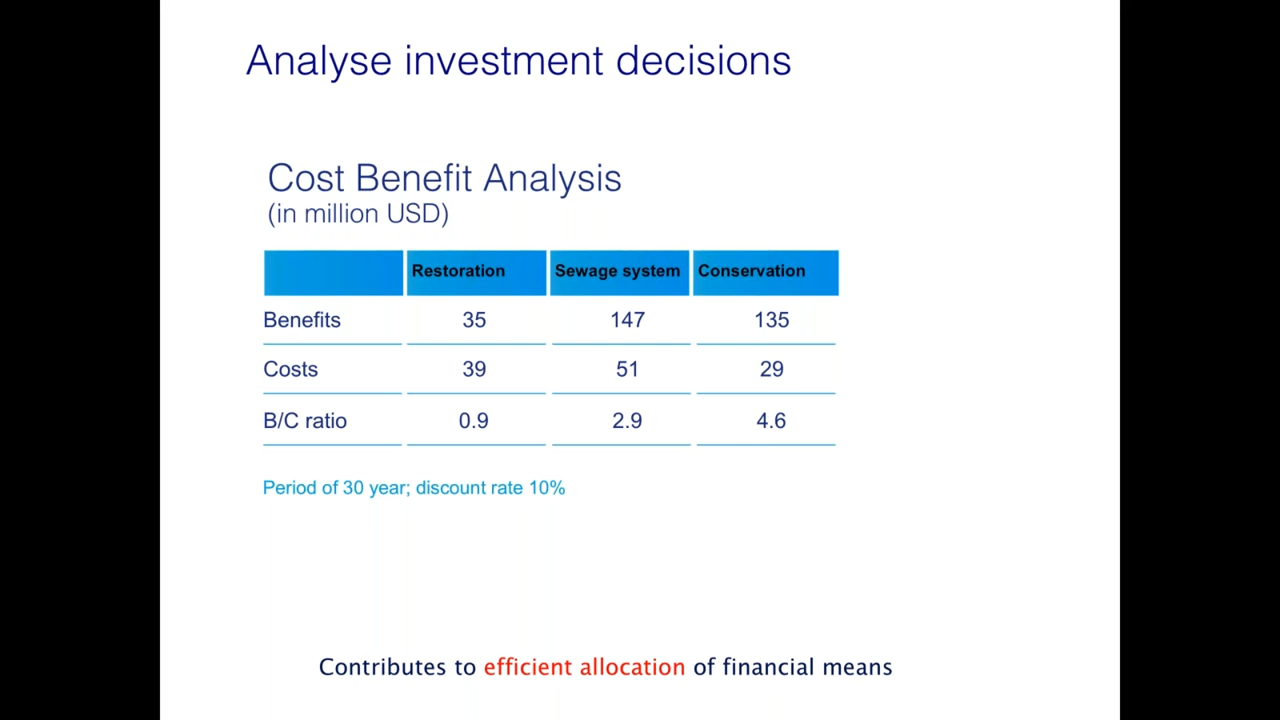 Analyse investment decisions
Cost Benefit Analysis
(in million USD)
Restoration Sewage system Conservation
Benefits 35 147 135
Costs 39 51 29
B/C ratio 0.9 2.9 4.6
Period of 30 year; discount rate 10%
Contributes to efficient allocation of financial means